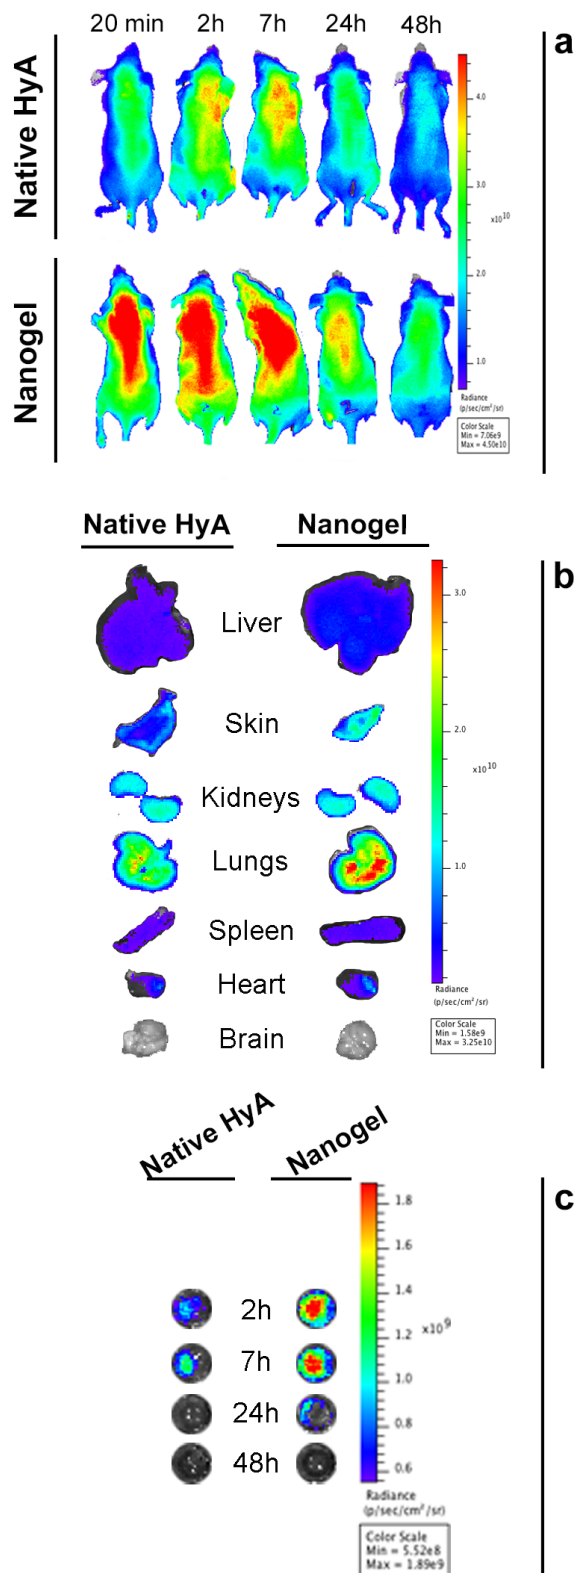 20 min 2h 7h 24h 48h
a
Native HyA
4.0
3.0
x10^10
2.0
1.0
Radiance
(p/sec/cm²/sr)
Color Scale
Min = 7.06e9
Max = 4.50e10
Nanogel
Native HyA Nanogel
b
Liver
Skin
Kidneys
Lungs
Spleen
Heart
Brain
3.0
2.0
x10^10
1.0
Radiance
(p/sec/cm²/sr)
Color Scale
Min = 1.58e9
Max = 3.25e10
Native HyA Nanogel
c
2h
7h
24h
48h
1.8
1.6
1.4
1.2
x10^9
1.0
0.8
0.6
Radiance
(p/sec/cm²/sr)
Color Scale
Min = 5.52e8
Max = 1.89e9